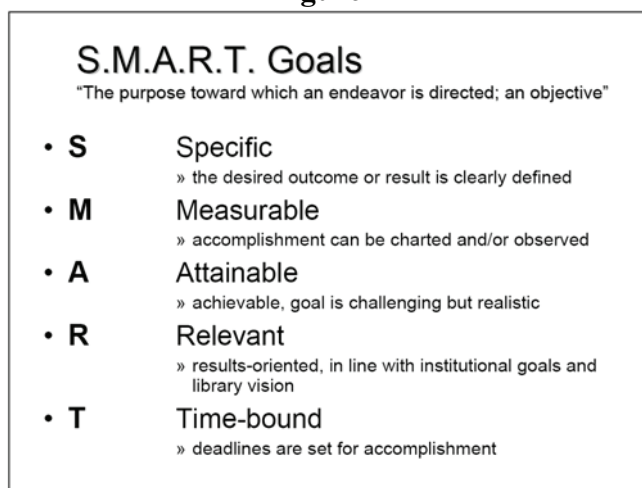 S.M.A.R.T. Goals
“The purpose toward which an endeavor is directed; an objective”
• S Specific
» the desired outcome or result is clearly defined
• M Measurable
» accomplishment can be charted and/or observed
• A Attainable
» achievable, goal is challenging but realistic
• R Relevant
» results-oriented, in line with institutional goals and
library vision
• T Time-bound
» deadlines are set for accomplishment